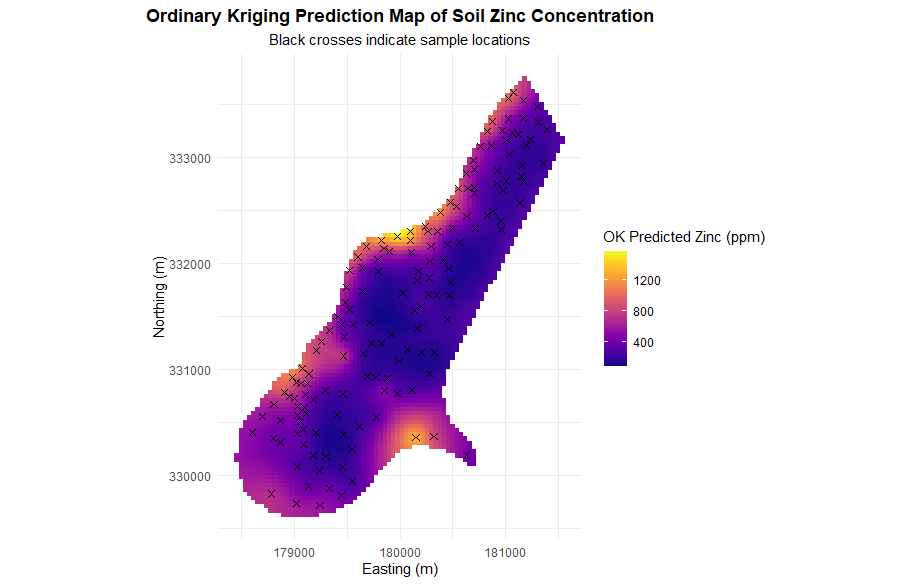 Ordinary Kriging Prediction Map of Soil Zinc Concentration
Black crosses indicate sample locations
333000
332000
331000
330000
Northing (m)
179000 180000 181000
Easting (m)
OK Predicted Zinc (ppm)
1200
800
400